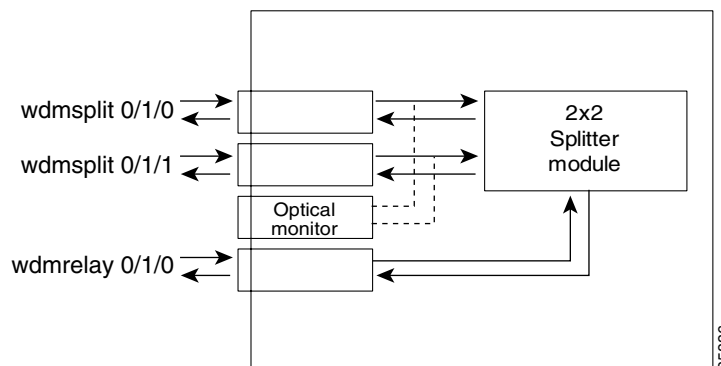 wdmsplit 0/1/0
wdmsplit 0/1/1
wdmrelay 0/1/0
Optical
monitor
2x2
Splitter
module